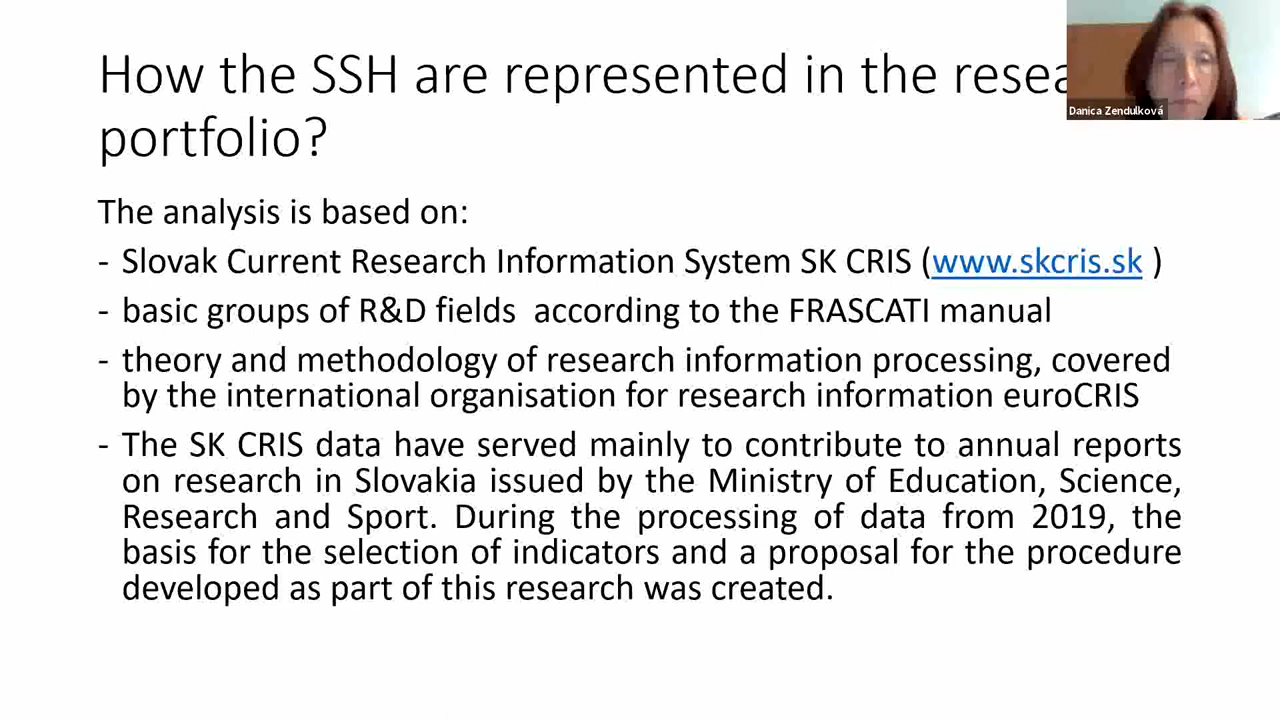 How the SSH are represented in the
portfolio?
Danica Zendulková
The analysis is based on:
- Slovak Current Research Information System SK CRIS (www.skcris.sk )
- basic groups of R&D fields  according to the FRASCATI manual
- theory and methodology of research information processing, covered
by the international organisation for research information euroCRIS
- The SK CRIS data have served mainly to contribute to annual reports
on research in Slovakia issued by the Ministry of Education, Science,
Research and Sport. During the processing of data from 2019, the
basis for the selection of indicators and a proposal for the procedure
developed as part of this research was created.